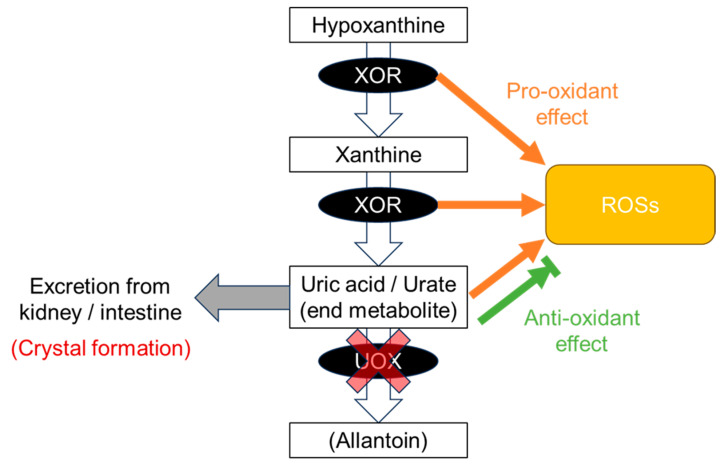 Hypoxanthine
XOR
Pro-oxidant
effect
Xanthine
XOR
ROSs
Uric acid / Urate
(end metabolite)
Excretion from
kidney / intestine
(Crystal formation)
Anti-oxidant
effect
UOX
(Allantoin)